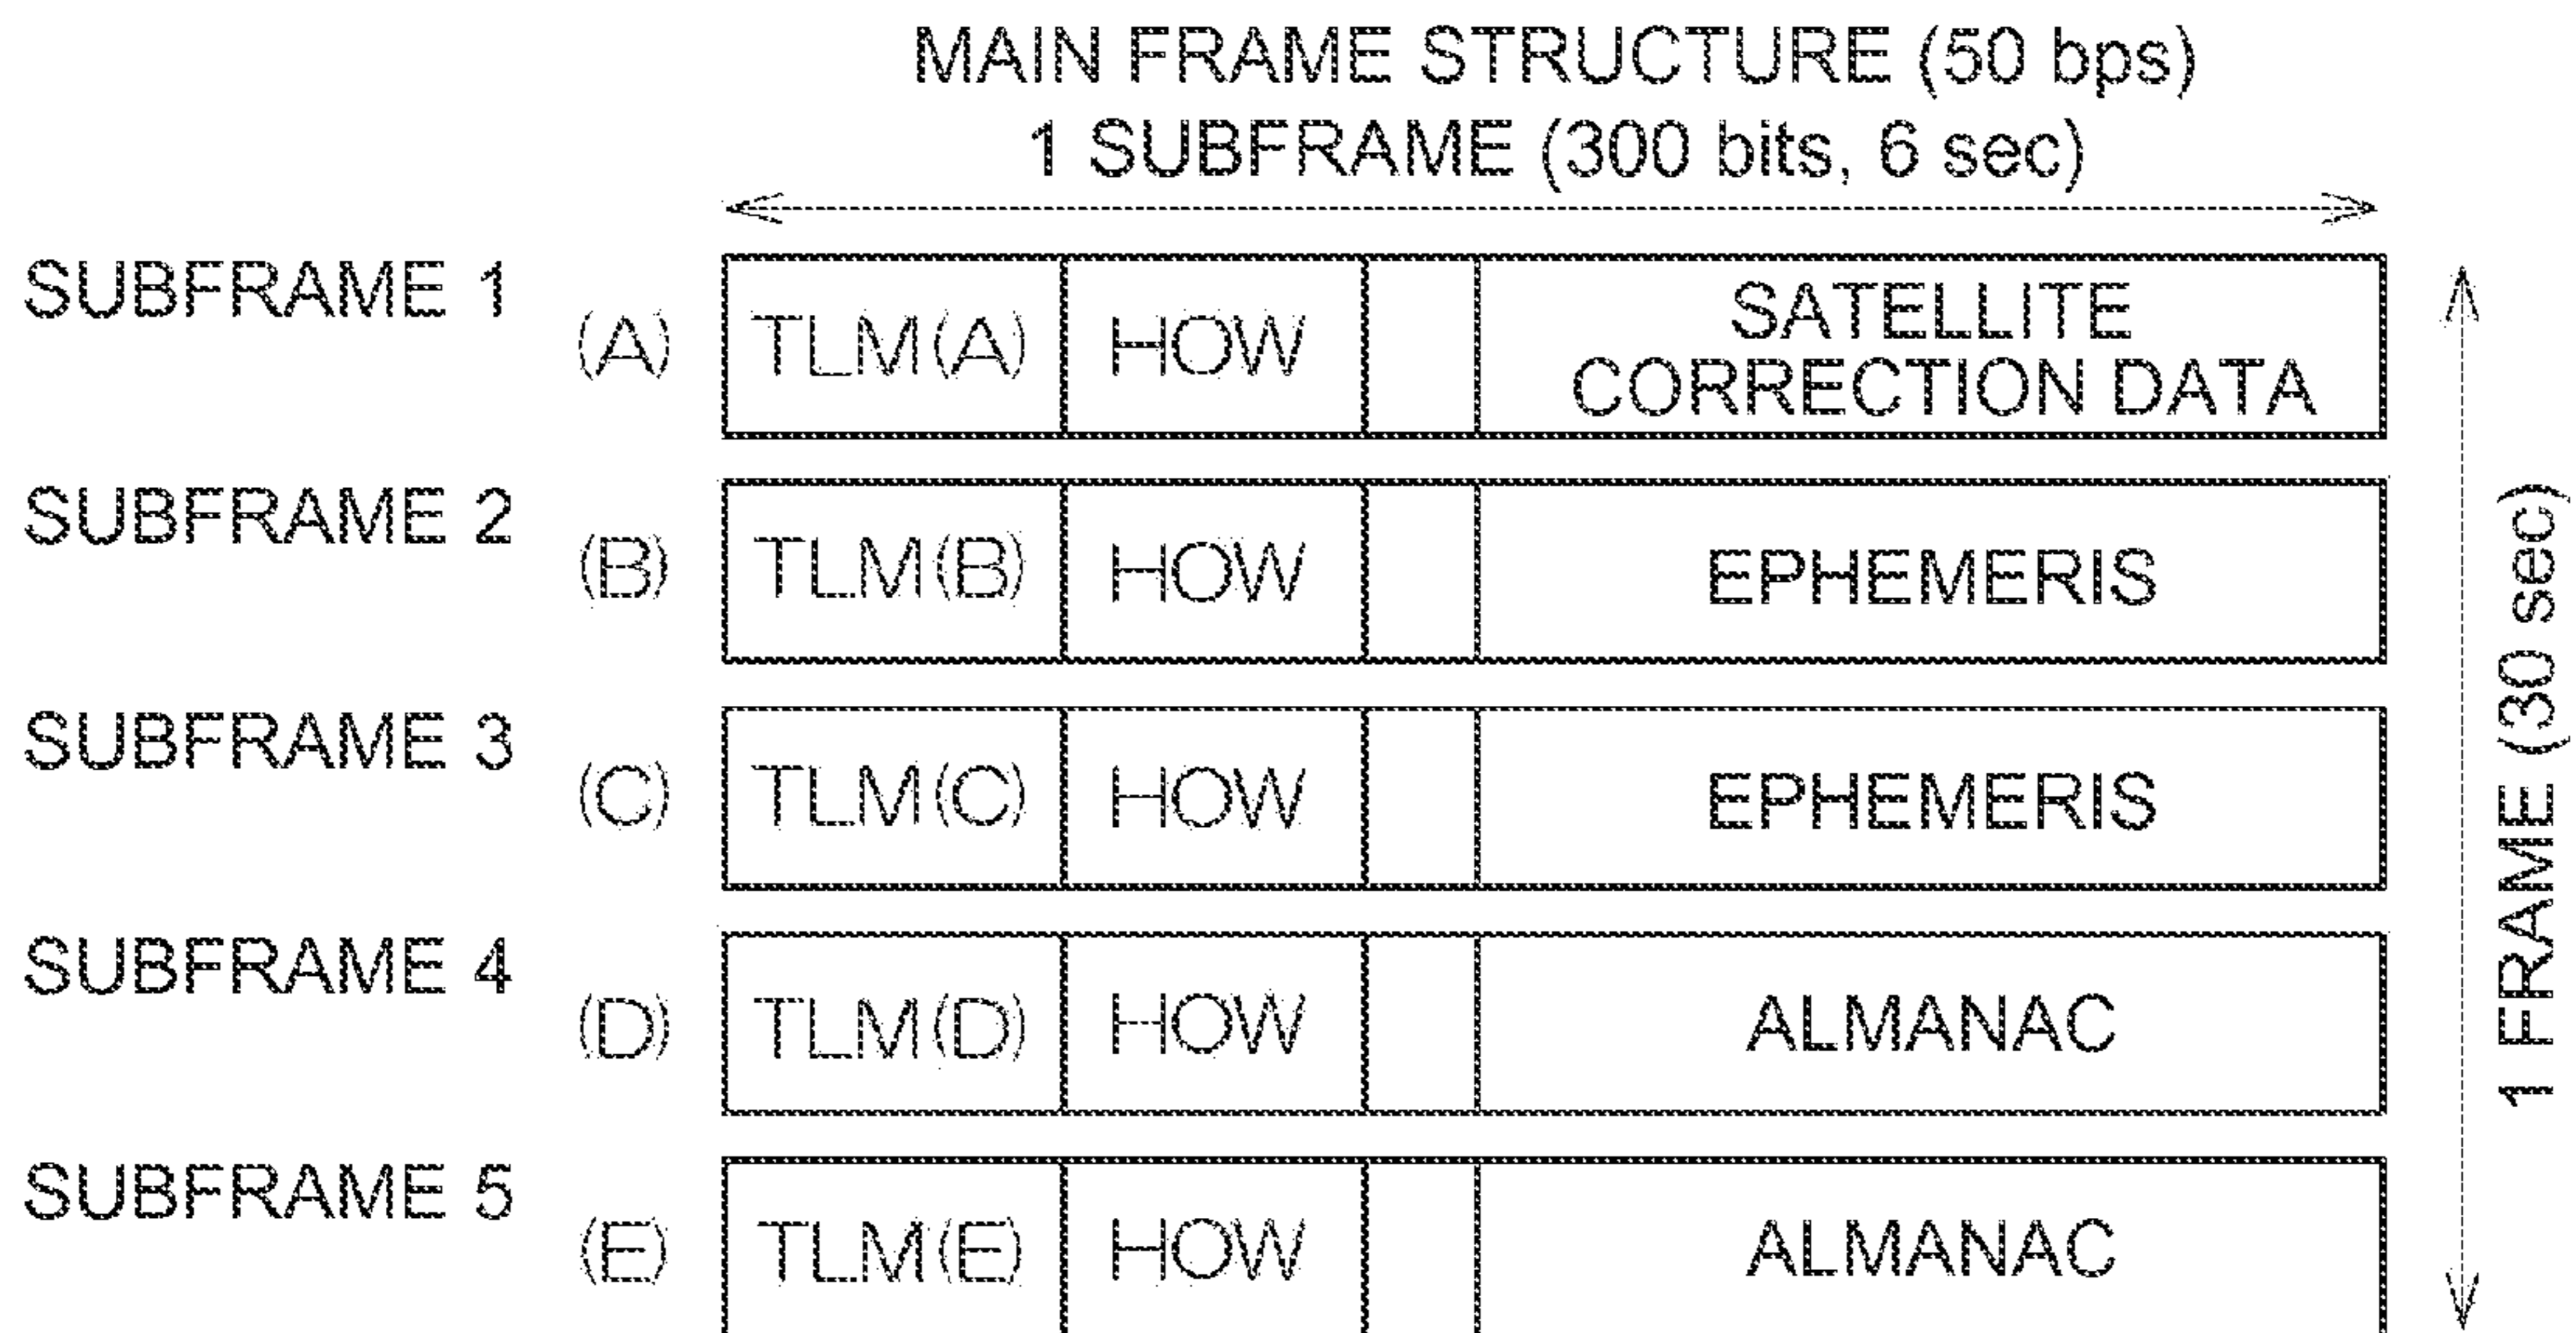 MAIN FRAME STRUCTURE (50 bps)
1 SUBFRAME (300 bits, 6 sec)
SUBFRAME 1 (A) TLM(A) HOW SATELLITE
CORRECTION DATA
SUBFRAME 2 (B) TLM(B) HOW EPHEMERIS
SUBFRAME 3 (C) TLM(C) HOW EPHEMERIS
SUBFRAME 4 (D) TLM(D) HOW ALMANAC
SUBFRAME 5 (E) TLM(E) HOW ALMANAC
1 FRAME (30 sec)